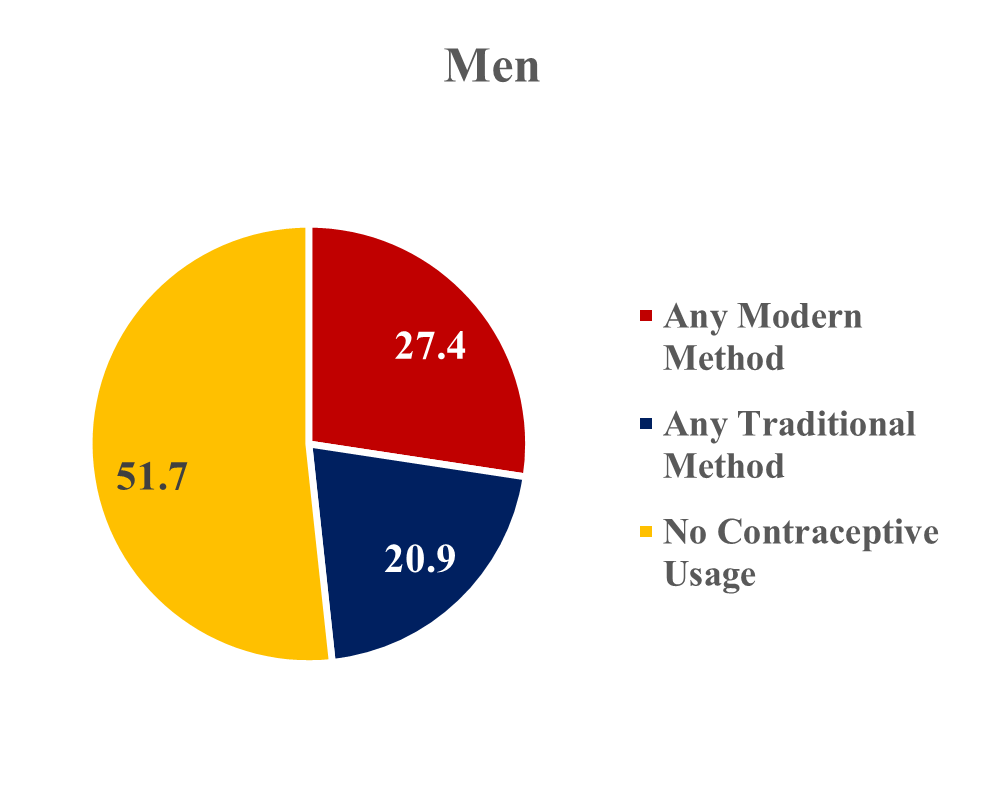 Men
27.4
51.7
20.9
Any Modern
Method
Any Traditional
Method
No Contraceptive
Usage